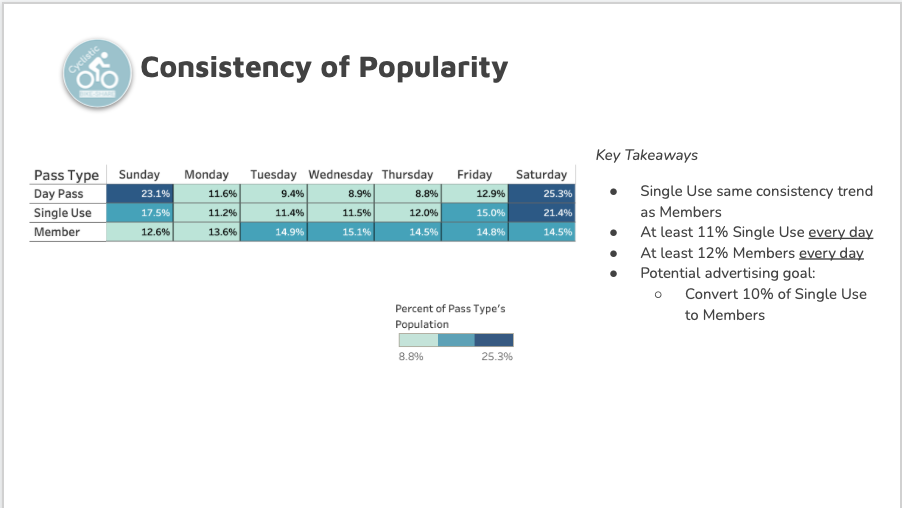 Cyclistic
Consistency of Popularity
Key Takeaways
Pass Type Sunday Monday Tuesday Wednesday Thursday Friday Saturday
Day Pass 23.1% 11.6% 9.4% 8.9% 8.8% 12.9% 25.3%
Single Use 17.5% 11.2% 11.4% 11.5% 12.0% 15.0% 21.4%
Member 12.6% 13.6% 14.9% 15.1% 14.5% 14.8% 14.5%
● Single Use same consistency trend
as Members
● At least 11% Single Use every day
● At least 12% Members every day
● Potential advertising goal:
○ Convert 10% of Single Use
to Members
Percent of Pass Type's
Population
8.8% 25.3%